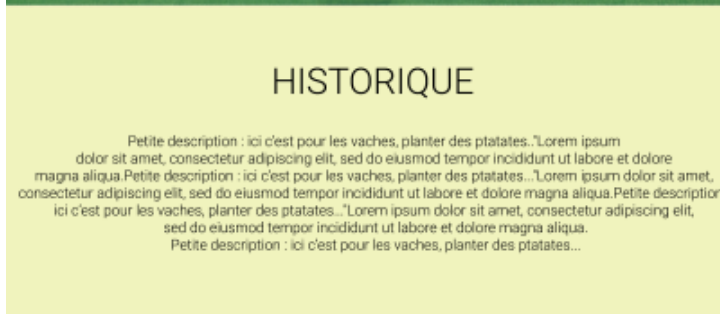 HISTORIQUE
Petite description : ici c'est pour les vaches, planter des ptatates.."Lorem ipsum
dolor sit amet, consectetur adipiscing elit, sed do eiusmod tempor incididunt ut labore et dolore
magna aliqua.Petite description : ici c'est pour les vaches, planter des ptatates..."Lorem ipsum dolor sit amet,
consectetur adipiscing elit, sed do eiusmod tempor incididunt ut labore et dolore magna aliqua.Petite description
ici c'est pour les vaches, planter des ptatates..."Lorem ipsum dolor sit amet, consectetur adipiscing elit,
sed do eiusmod tempor incididunt ut labore et dolore magna aliqua.
Petite description : ici c'est pour les vaches, planter des ptatates...